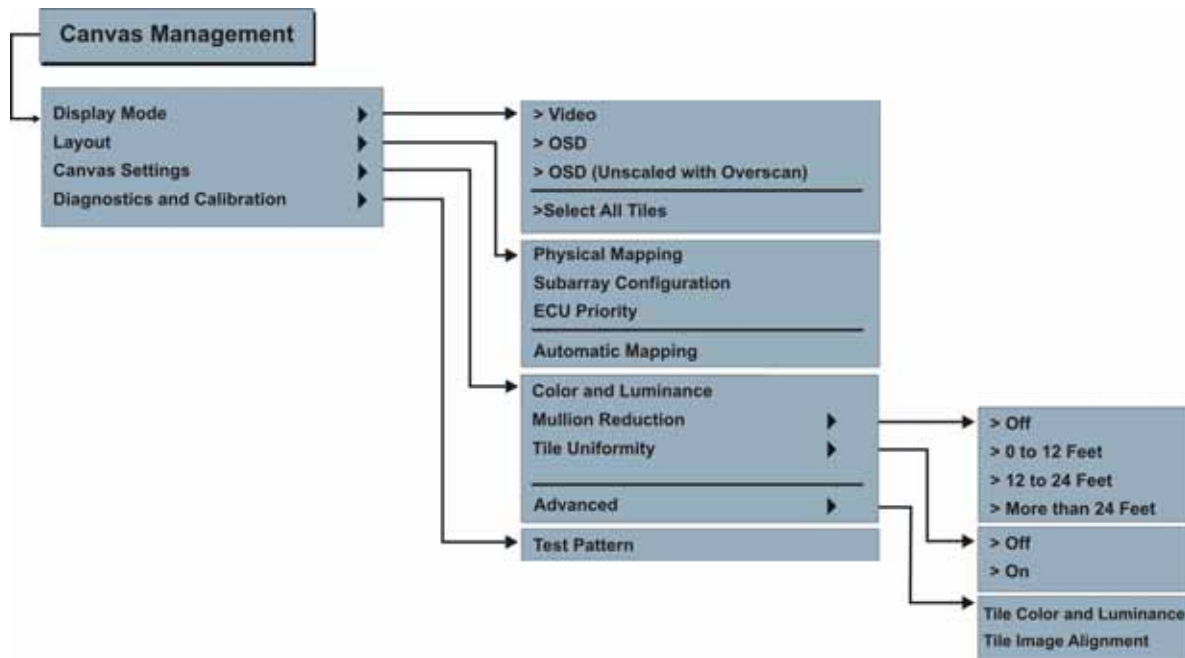 Canvas Management
Display Mode
Layout
Canvas Settings
Diagnostics and Calibration
> Video
> OSD
> OSD (Unscaled with Overscan)
>Select All Tiles
Physical Mapping
Subarray Configuration
ECU Priority
Automatic Mapping
Color and Luminance
Mullion Reduction
Tile Uniformity
Advanced
Test Pattern
> Off
> 0 to 12 Feet
> 12 to 24 Feet
> More than 24 Feet
> Off
> On
Tile Color and Luminance
Tile Image Alignment